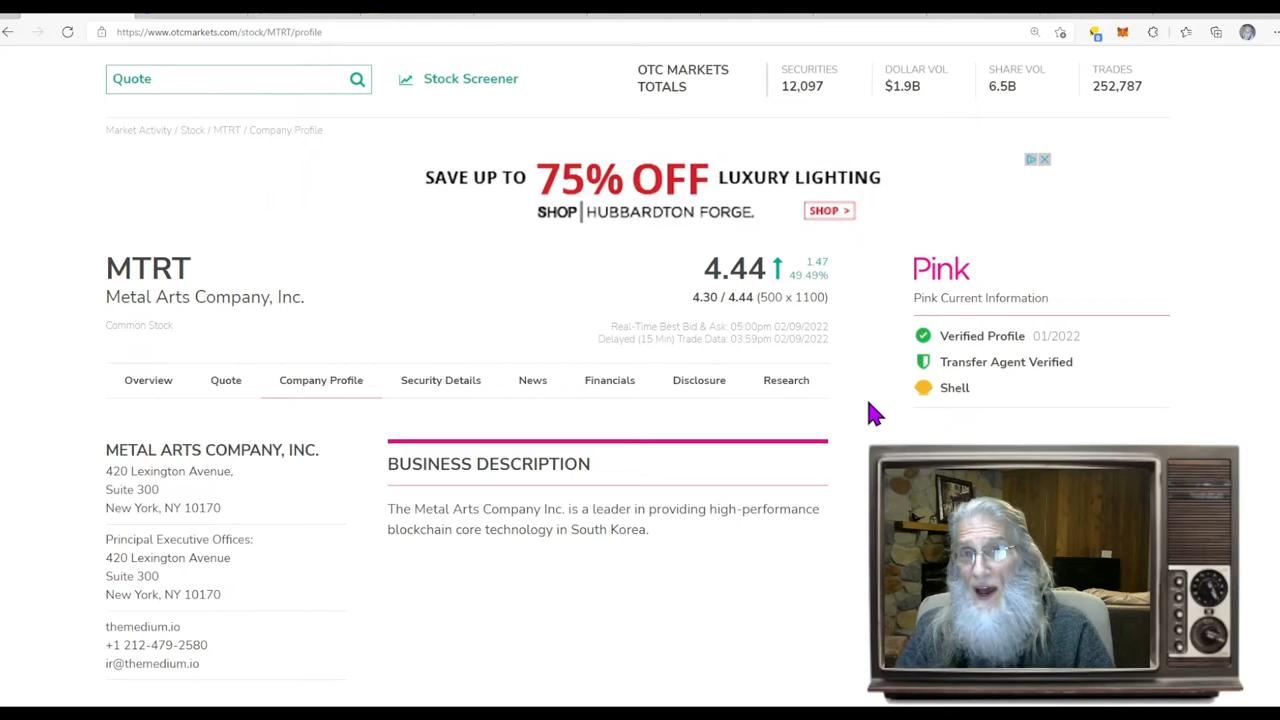 https://www.otcmarkets.com/stock/MTRT/profile
Quote
Stock Screener
OTC MARKETS
TOTALS
SECURITIES
12,097
DOLLAR VOL
$1.9B
SHARE VOL
6.5B
TRADES
252,787
Market Activity / Stock / MTRT / Company Profile
SAVE UP TO 75% OFF LUXURY LIGHTING
SHOP | HUBBARDTON FORGE.
SHOP >
MTRT
Metal Arts Company, Inc.
Common Stock
4.44
1.47
49.49%
4.30 / 4.44 (500 x 1100)
Real-Time Best Bid & Ask: 05:00pm 02/09/2022
Delayed (15 Min) Trade Data: 03:59pm 02/09/2022
Pink
Pink Current Information
Verified Profile 01/2022
Transfer Agent Verified
Shell
Overview
Quote
Company Profile
Security Details
News
Financials
Disclosure
Research
METAL ARTS COMPANY, INC.
420 Lexington Avenue,
Suite 300
New York, NY 10170
Principal Executive Offices:
420 Lexington Avenue
Suite 300
New York, NY 10170
themedium.io
+1 212-479-2580
ir@themedium.io
BUSINESS DESCRIPTION
The Metal Arts Company Inc. is a leader in providing high-performance
blockchain core technology in South Korea.